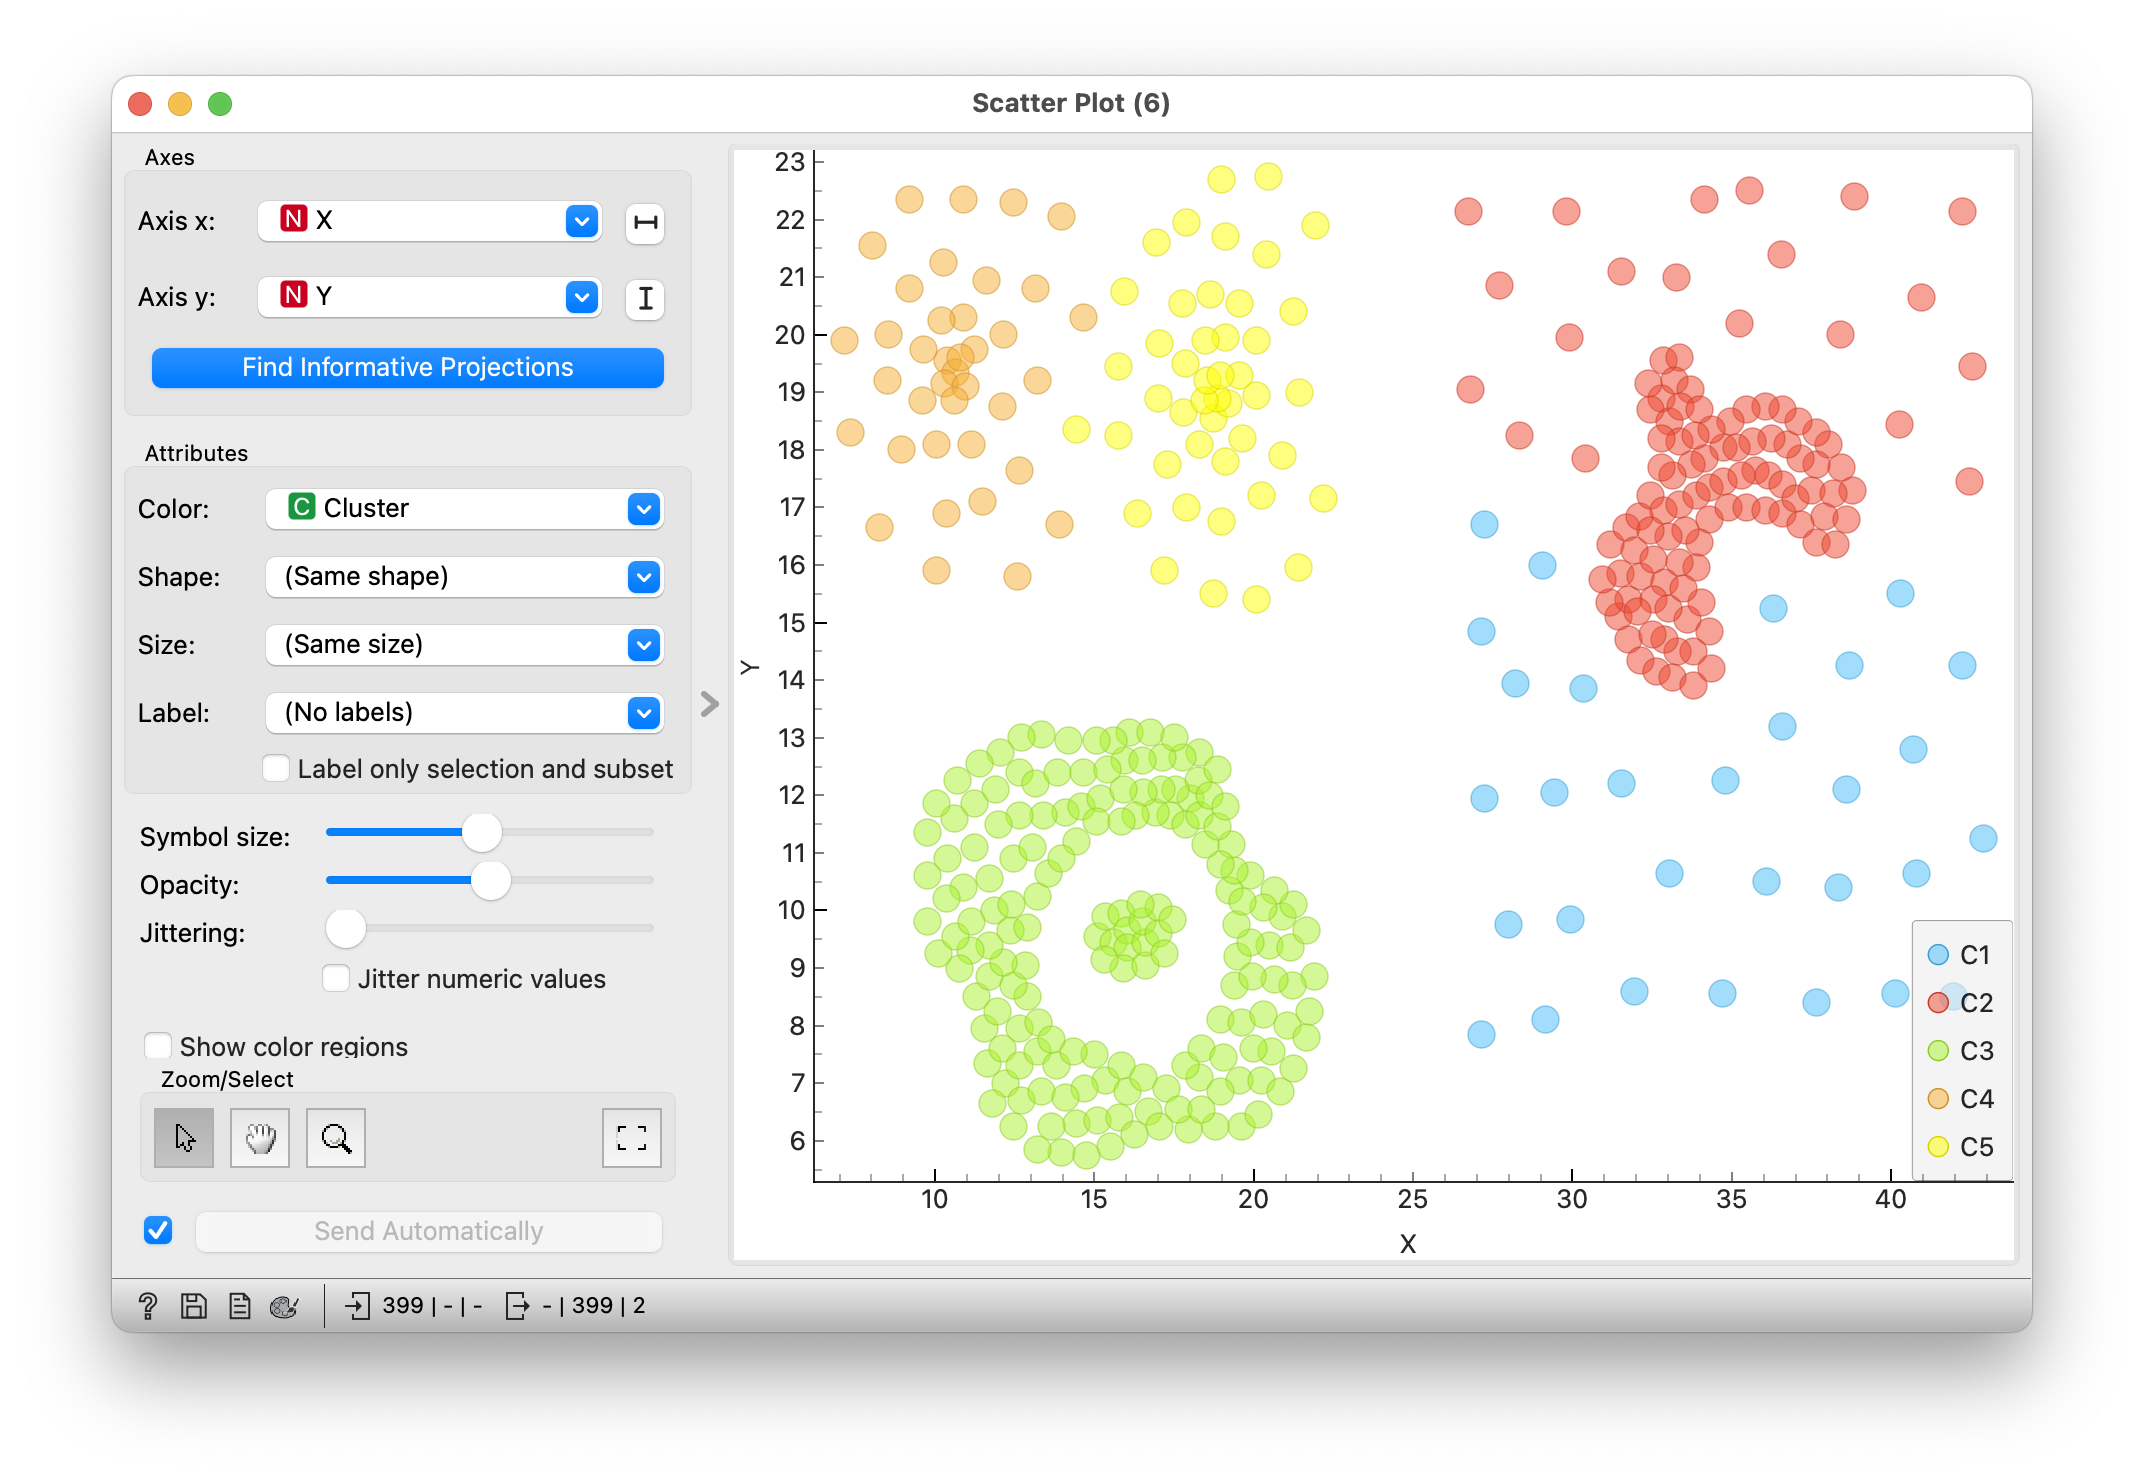 Scatter Plot (6)
Axes
Axis x:
N X
Axis y:
N Y
Find Informative Projections
Attributes
Color:
C Cluster
Shape:
(Same shape)
Size:
(Same size)
Label:
(No labels)
Label only selection and subset
Symbol size:
Opacity:
Jittering:
Jitter numeric values
Show color regions
Zoom/Select
Send Automatically
? 399 | - | - - | 399 | 2
23
22
21
20
19
18
17
16
15
14
13
12
11
10
9
8
7
6
Y
10 15 20 25 30 35 40
X
C1
C2
C3
C4
C5